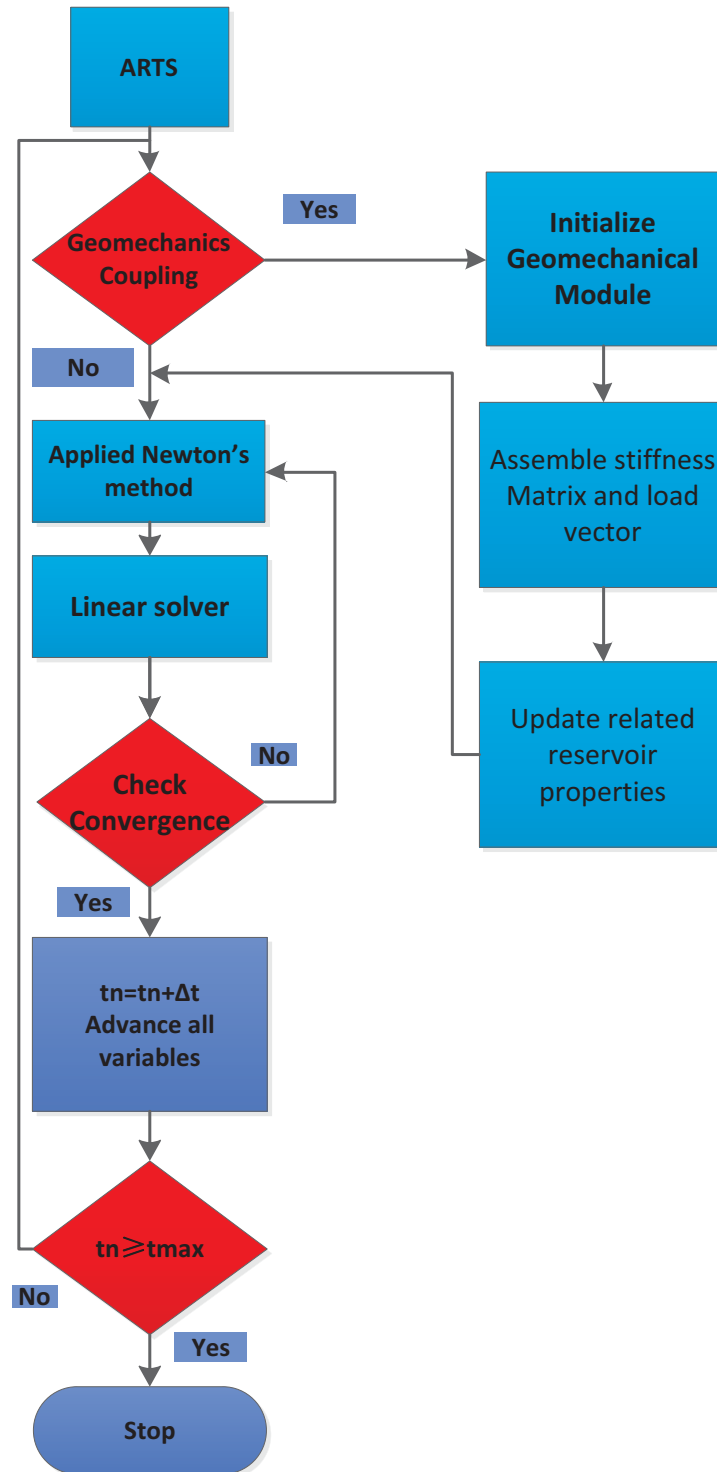 ARTS
Geomechanics
Coupling
Yes
Initialize
Geomechanical
Module
No
Applied Newton's
method
Assemble stiffness
Matrix and load
vector
Linear solver
Update related
reservoir
properties
Check
Convergence
No
Yes
tn=tn+Δt
Advance all
variables
tn≥tmax
No
Yes
Stop